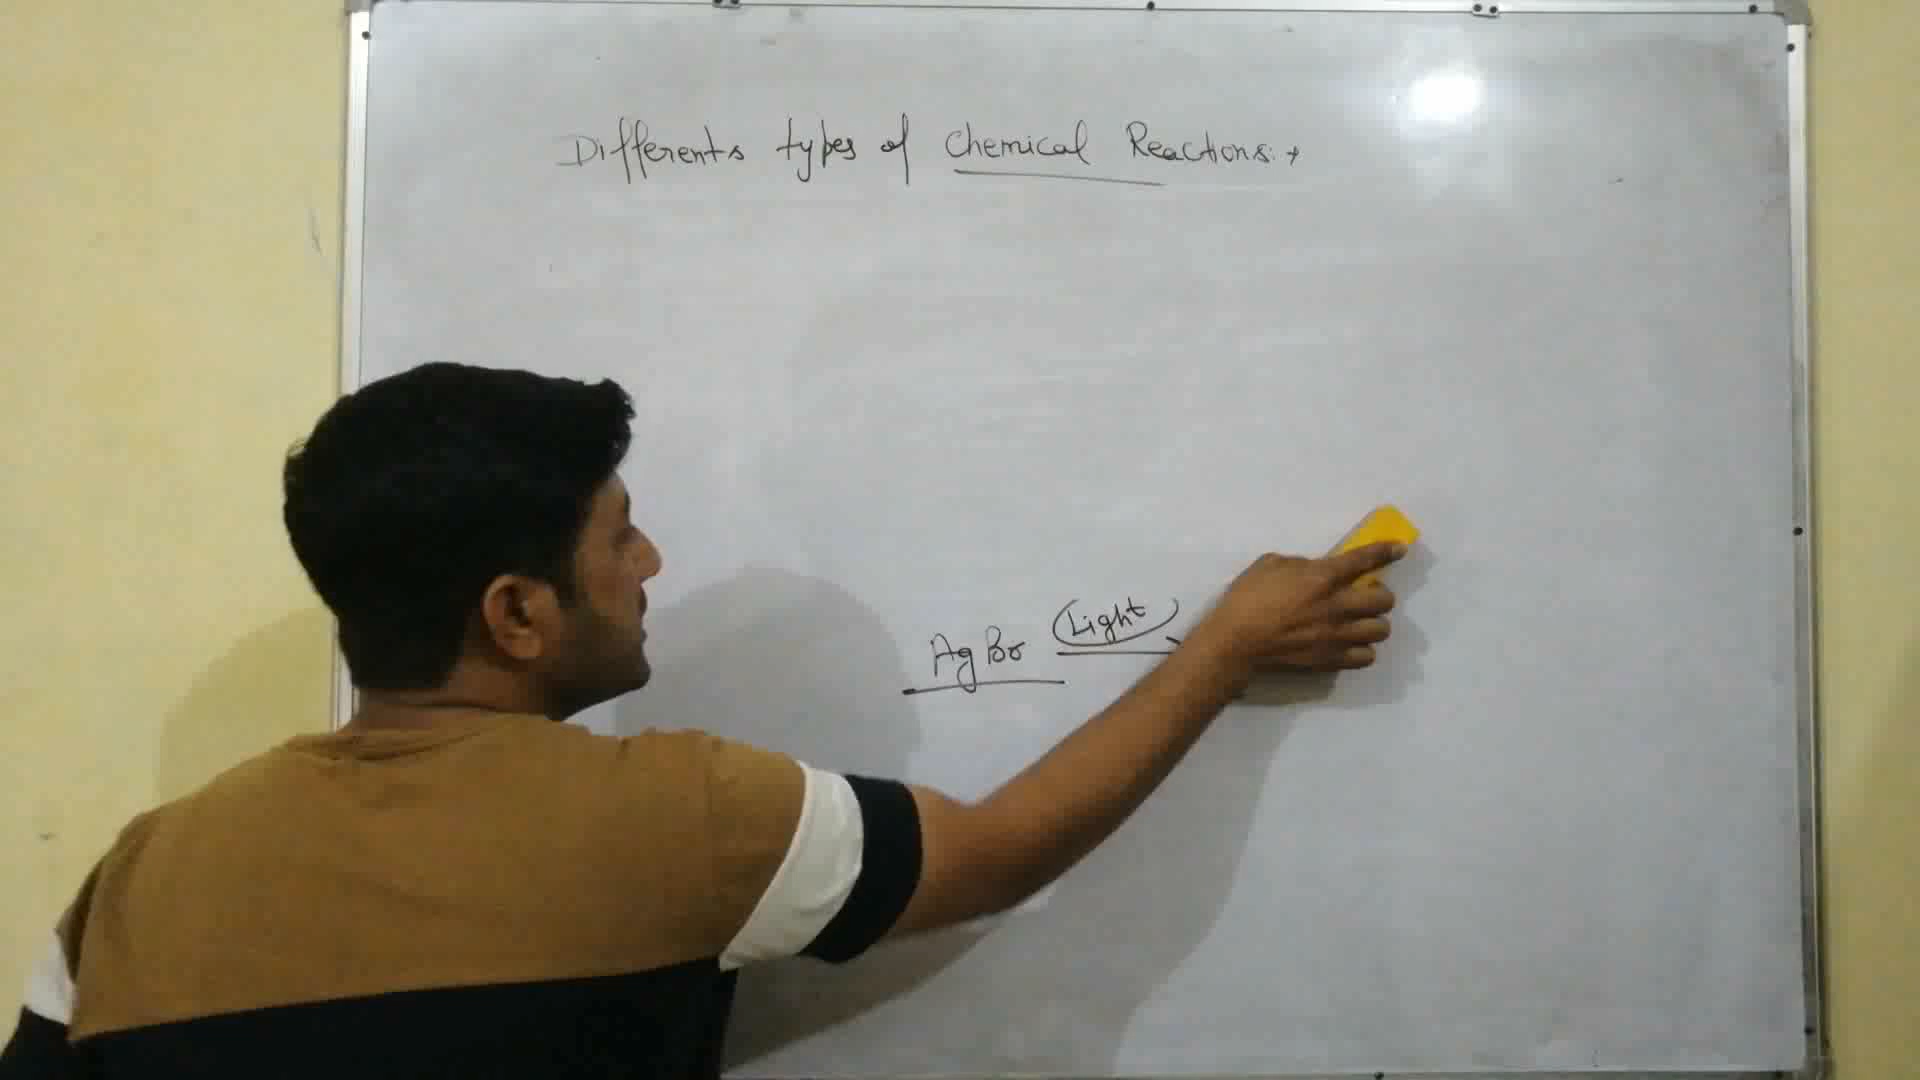 Differents types of Chemical Reactions:→
Light
AgBr →